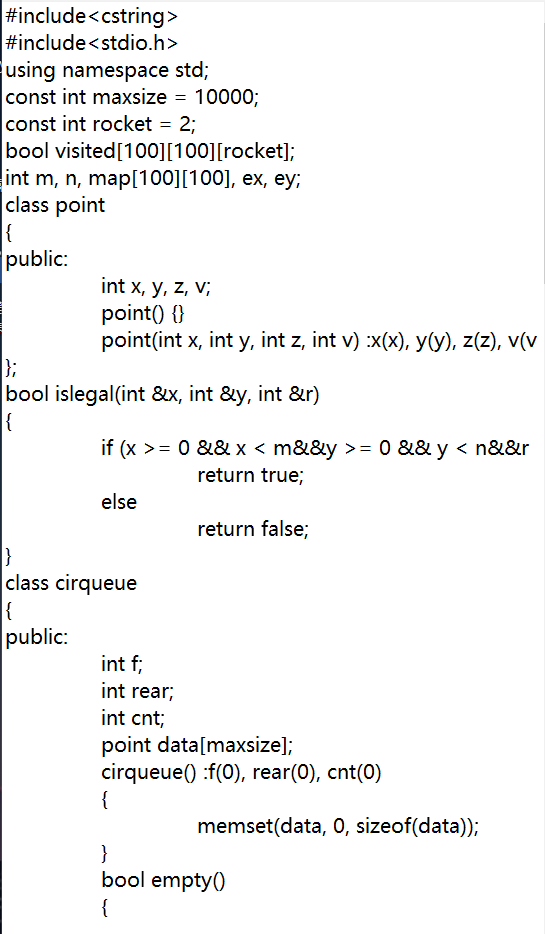 #include<cstring>
#include<stdio.h>
using namespace std;
const int maxsize = 10000;
const int rocket = 2;
bool visited[100][100][rocket];
int m, n, map[100][100], ex, ey;
class point
{
public:
int x, y, z, v;
point() {}
point(int x, int y, int z, int v) :x(x), y(y), z(z), v(v
};
bool islegal(int &x, int &y, int &r)
{
if (x >= 0 && x < m&&y >= 0 && y < n&&r
return true;
else
return false;
}
class cirqueue
{
public:
int f;
int rear;
int cnt;
point data[maxsize];
cirqueue() :f(0), rear(0), cnt(0)
{
memset(data, 0, sizeof(data));
}
bool empty()
{